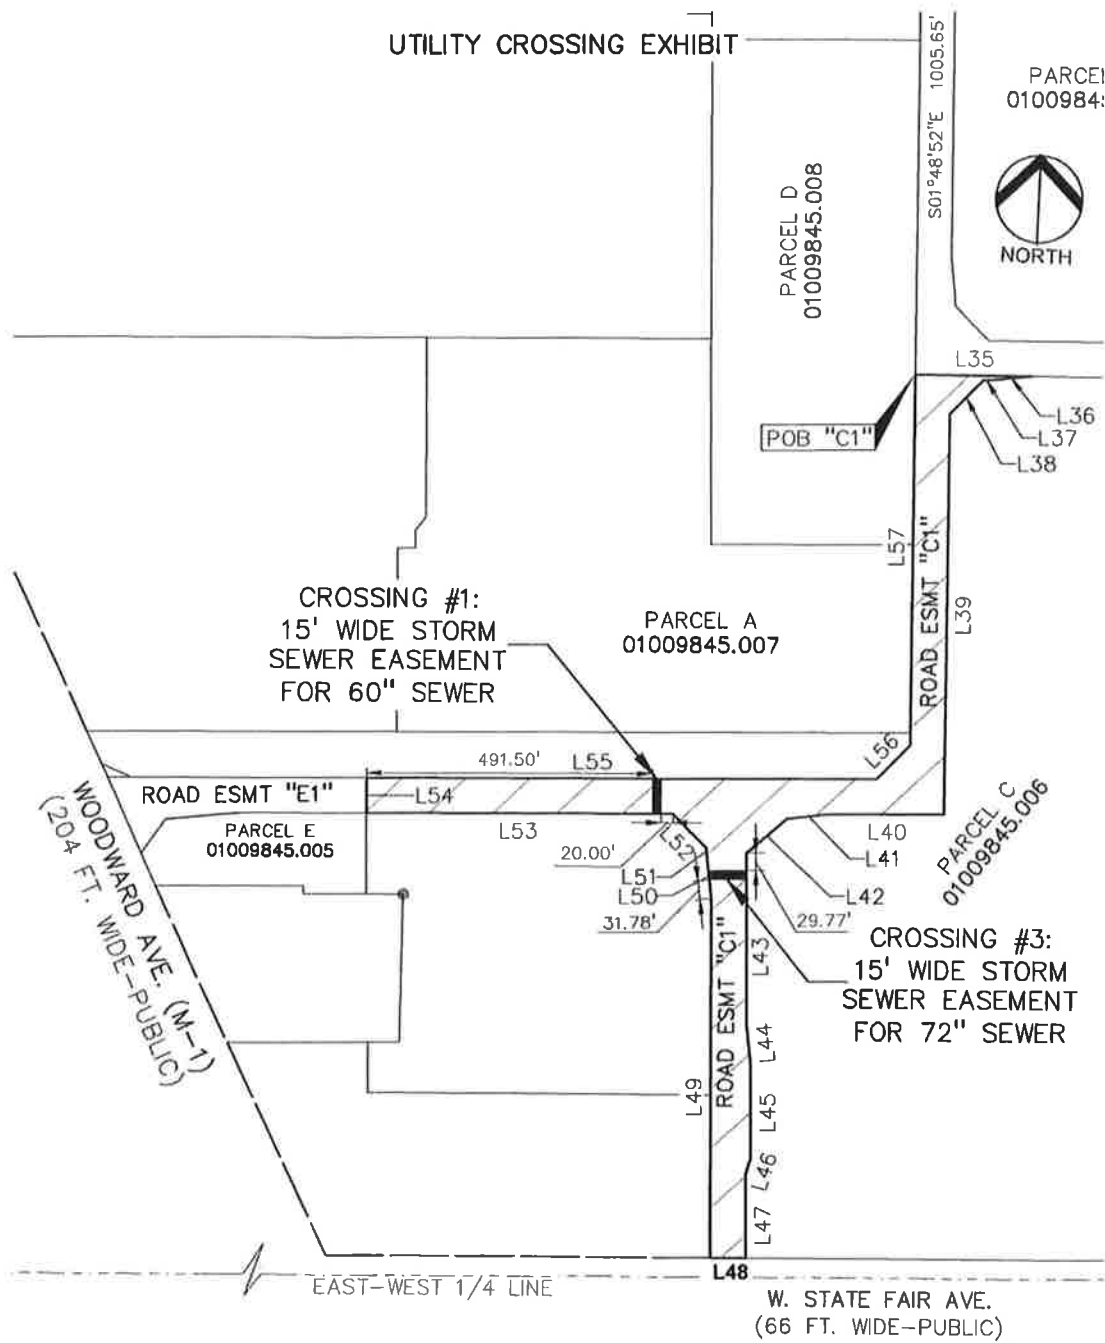 UTILITY CROSSING EXHIBIT
S01°48'52"E 1005.65'
PARCEL
NORTH
PARCEL D
01009845.008
L35
L36
L37
L38
POB "C1"
L57
ROAD ESMT "C1"
L39
CROSSING #1:
15' WIDE STORM
SEWER EASEMENT
FOR 60" SEWER
PARCEL A
01009845.007
L56
491.50'
L55
ROAD ESMT "E1"
L54
PARCEL E
01009845.005
L53
L52
20.00'
L51
L50
31.78'
L40
L41
L42
29.77'
PARCEL C
01009845.006
WOODWARD AVE. (M-1)
(204 FT. WIDE-PUBLIC)
CROSSING #3:
15' WIDE STORM
SEWER EASEMENT
FOR 72" SEWER
L43
ROAD ESMT "C1"
L44
L49
L45
L46
L47
L48
EAST-WEST 1/4 LINE
W. STATE FAIR AVE.
(66 FT. WIDE-PUBLIC)